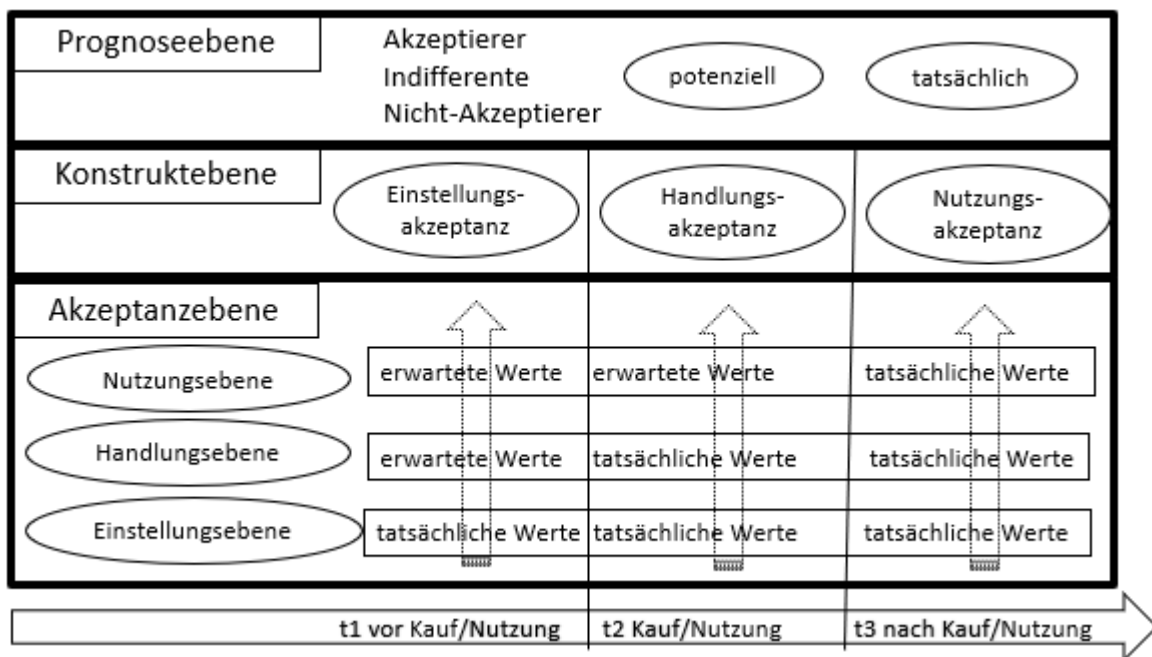 Prognoseebene
Akzeptierer
Indifferente
Nicht-Akzeptierer
potenziell
tatsächlich
Konstruktebene
Einstellungs-
akzeptanz
Handlungs-
akzeptanz
Nutzungs-
akzeptanz
Akzeptanzebene
Nutzungsebene
erwartete Werte
erwartete Werte
tatsächliche Werte
Handlungsebene
erwartete Werte
tatsächliche Werte
tatsächliche Werte
Einstellungsebene
tatsächliche Werte
tatsächliche Werte
tatsächliche Werte
t1 vor Kauf/Nutzung
t2 Kauf/Nutzung
t3 nach Kauf/Nutzung